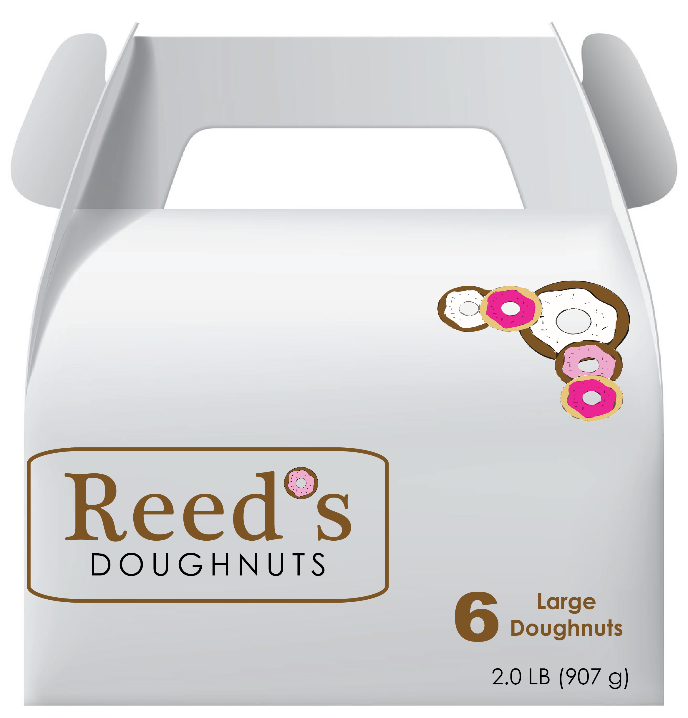 Reed's
DOUGHNUTS
6 Large
Doughnuts
2.0 LB (907 g)